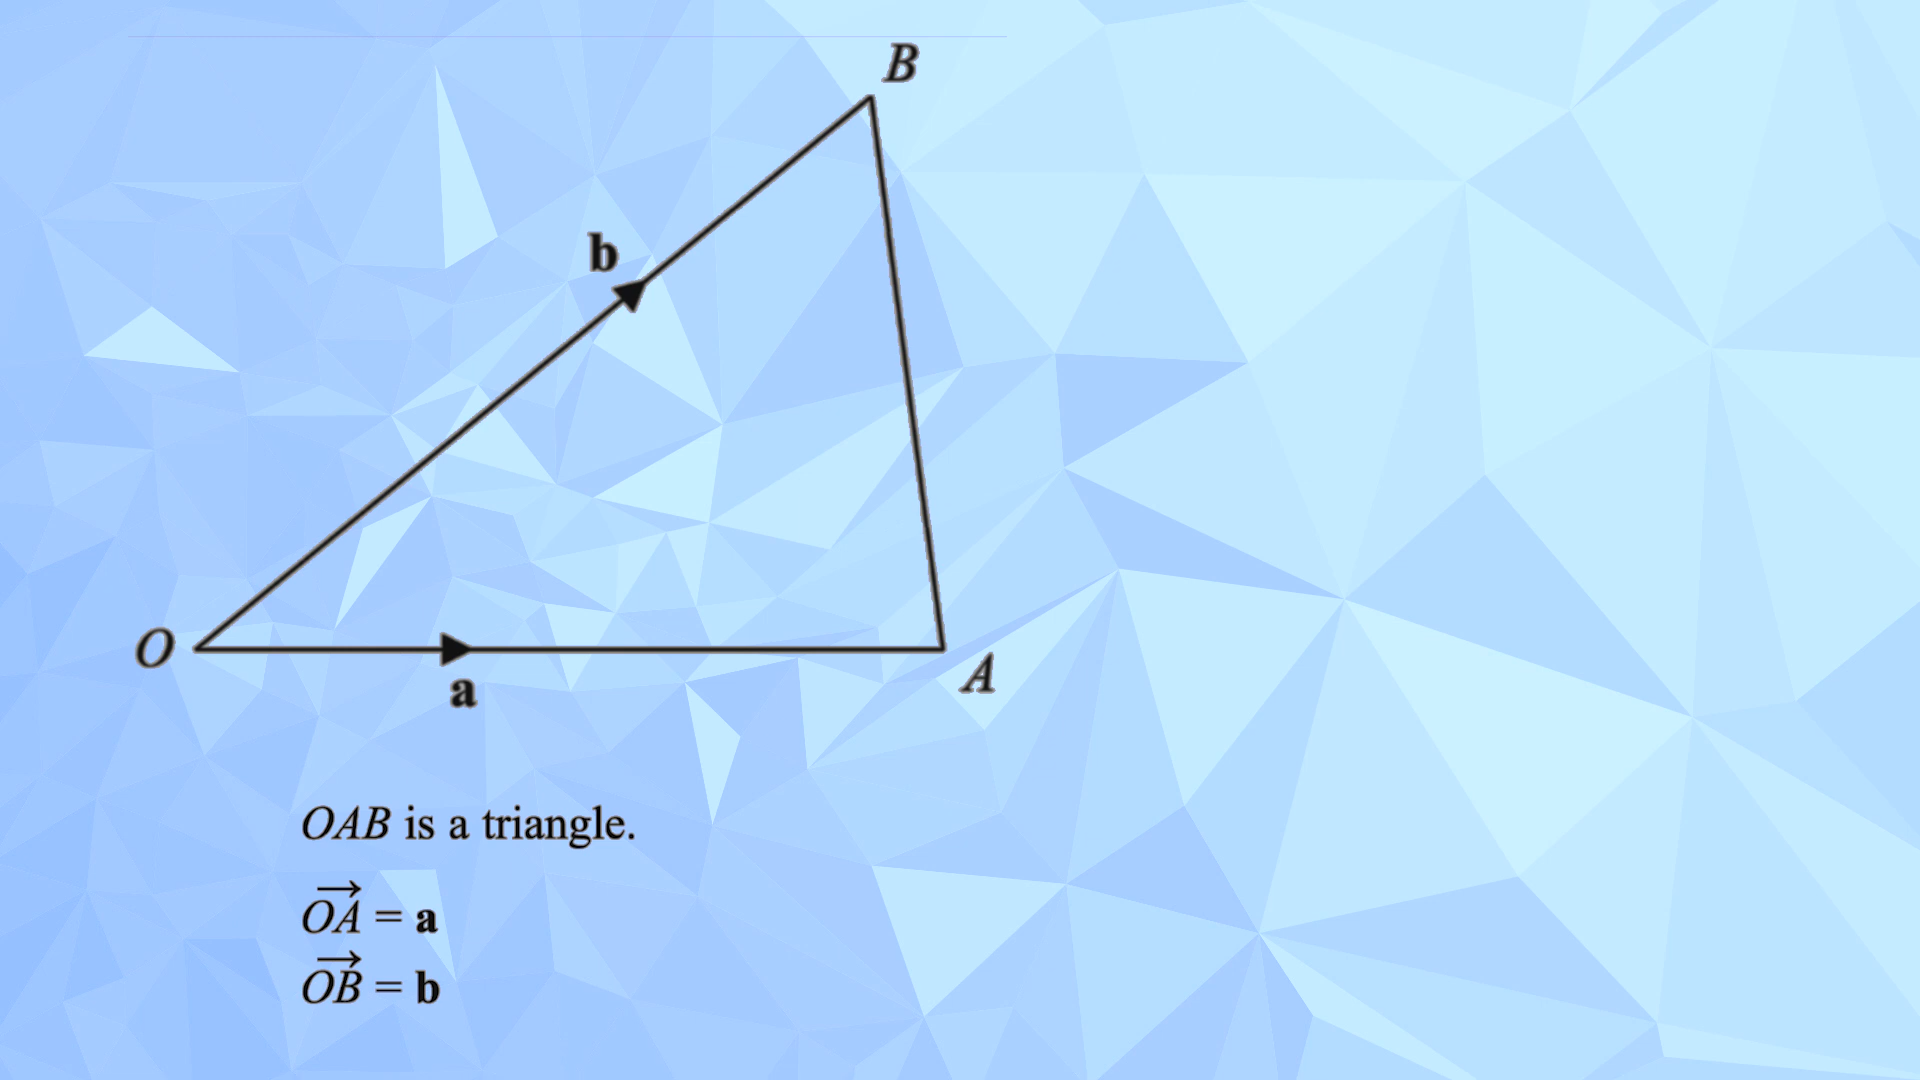 B
b
O
a
A
OAB is a triangle.
OA⃗ = a
OB⃗ = b